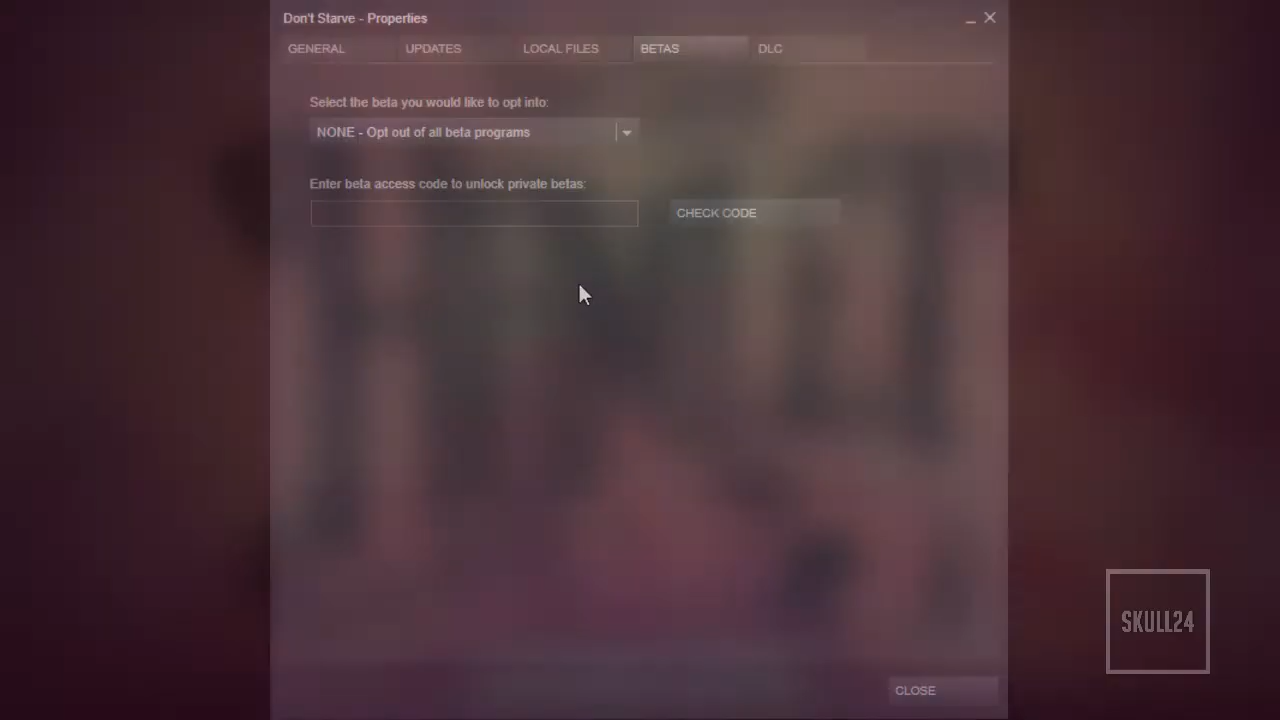 Don't Starve - Properties
GENERAL
UPDATES
LOCAL FILES
BETAS
DLC
Select the beta you would like to opt into:
NONE - Opt out of all beta programs
Enter beta access code to unlock private betas:
CHECK CODE
SKULL24
CLOSE